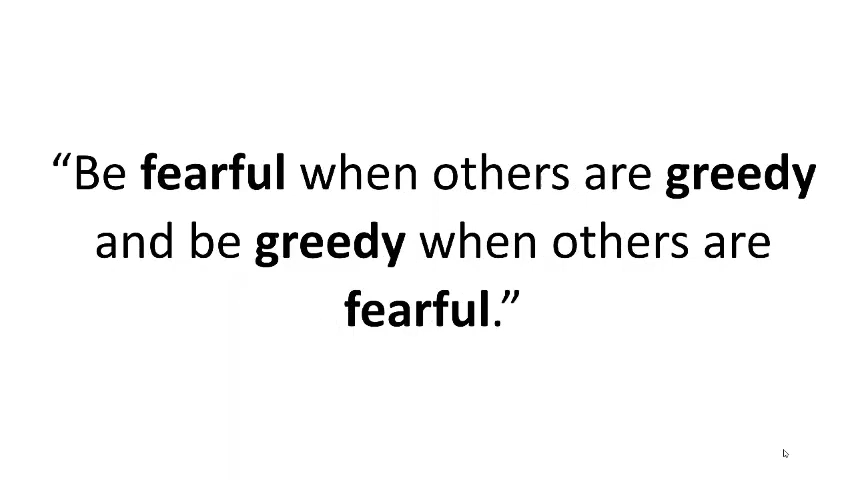 “Be fearful when others are greedy
and be greedy when others are
fearful.”